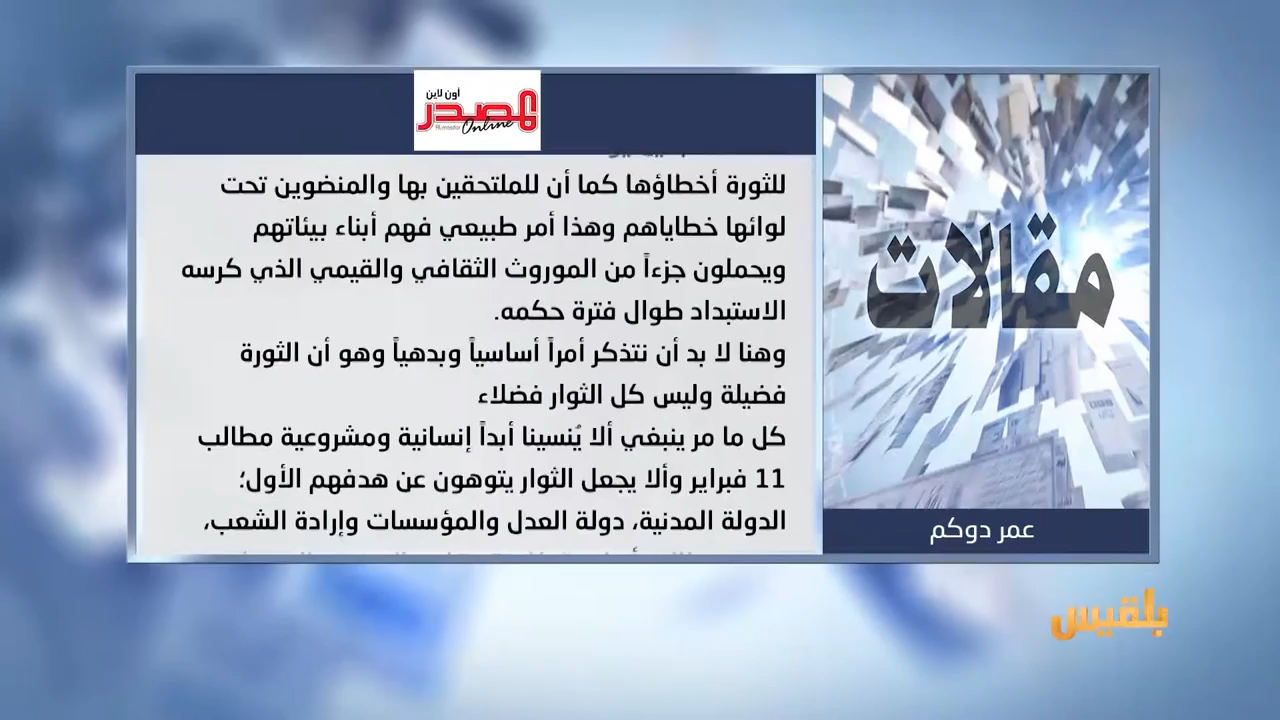 أون لاين
المصدر
Almasdar Online
للثورة أخطاؤها كما أن للملتحقين بها والمنضوين تحت
لوائها خطاياهم وهذا أمر طبيعي فهم أبناء بيئاتهم
ويحملون جزءاً من الموروث الثقافي والقيمي الذي كرسه
الاستبداد طوال فترة حكمه.
وهنا لا بد أن نتذكر أمراً أساسياً وبدهياً وهو أن الثورة
فضيلة وليس كل الثوار فضلاء
كل ما مر ينبغي ألا يُنسينا أبداً إنسانية ومشروعية مطالب
11 فبراير وألا يجعل الثوار يتوهون عن هدفهم الأول؛
الدولة المدنية، دولة العدل والمؤسسات وإرادة الشعب،
مقالات
عمر دوكم
بلقيس